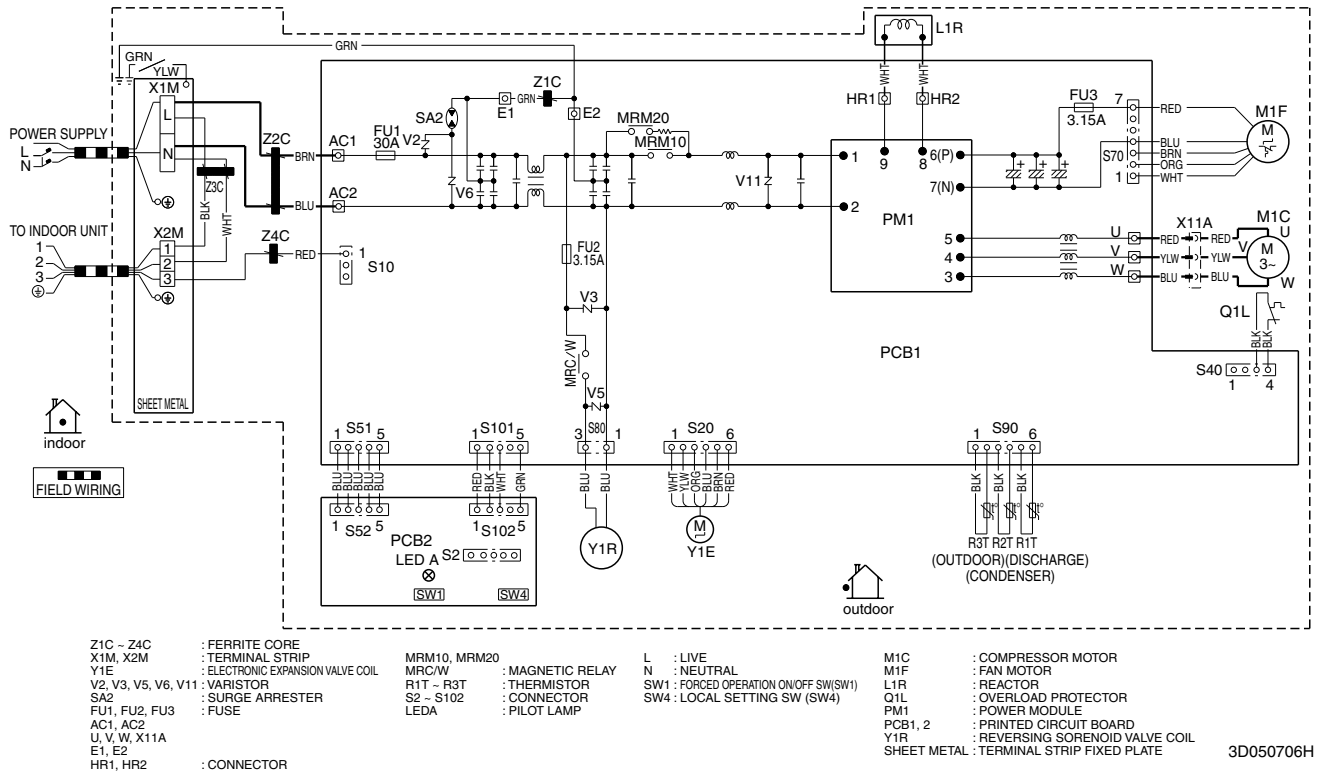 GRN
L1R
GRN
YLW
X1M
L
N
POWER SUPPLY
L
N
Z3C
BLK
WHT
X2M
TO INDOOR UNIT
1
2
3
1
2
3
SHEET METAL
Z2C
BRN
BLU
Z4C
RED
AC1
AC2
FU1
30A
V2
SA2
V6
E1
GRN
Z1C
E2
MRM20
MRM10
V11
1
S10
FU2
3.15A
V3
MRC/W
V5
WHT
WHT
HR1
HR2
9
8
1
2
6(P)
7(N)
PM1
5
4
3
FU3
3.15A
7
S70
1
RED
BLU
BRN
ORG
WHT
M1F
M
U
V
W
RED
YLW
BLU
X11A
RED
YLW
BLU
M1C
U
V
W
M
3~
Q1L
BLK
BLK
S40
1 4
PCB1
indoor
FIELD WIRING
1 S51 5
BLU
BLU
BLU
BLU
BLU
1 S52 5
1 S101 5
RED
BLK
WHT
GRN
1 S102 5
PCB2
LED A
S2
SW1
SW4
3 S80 1
BLU
BLU
Y1R
1 S20 6
WHT
YLW
ORG
BLU
BRN
RED
M
Y1E
1 S90 6
BLK
BLK
BLK
t°
t°
t°
R3T R2T R1T
(OUTDOOR)(DISCHARGE)
(CONDENSER)
outdoor
Z1C ~ Z4C : FERRITE CORE
X1M, X2M : TERMINAL STRIP
Y1E : ELECTRONIC EXPANSION VALVE COIL
V2, V3, V5, V6, V11 : VARISTOR
SA2 : SURGE ARRESTER
FU1, FU2, FU3 : FUSE
AC1, AC2
U, V, W, X11A
E1, E2
HR1, HR2 : CONNECTOR
MRM10, MRM20
MRC/W : MAGNETIC RELAY
R1T ~ R3T : THERMISTOR
S2 ~ S102 : CONNECTOR
LEDA : PILOT LAMP
L : LIVE
N : NEUTRAL
SW1 : FORCED OPERATION ON/OFF SW(SW1)
SW4 : LOCAL SETTING SW (SW4)
M1C : COMPRESSOR MOTOR
M1F : FAN MOTOR
L1R : REACTOR
Q1L : OVERLOAD PROTECTOR
PM1 : POWER MODULE
PCB1, 2 : PRINTED CIRCUIT BOARD
Y1R : REVERSING SORENOID VALVE COIL
SHEET METAL : TERMINAL STRIP FIXED PLATE
3D050706H